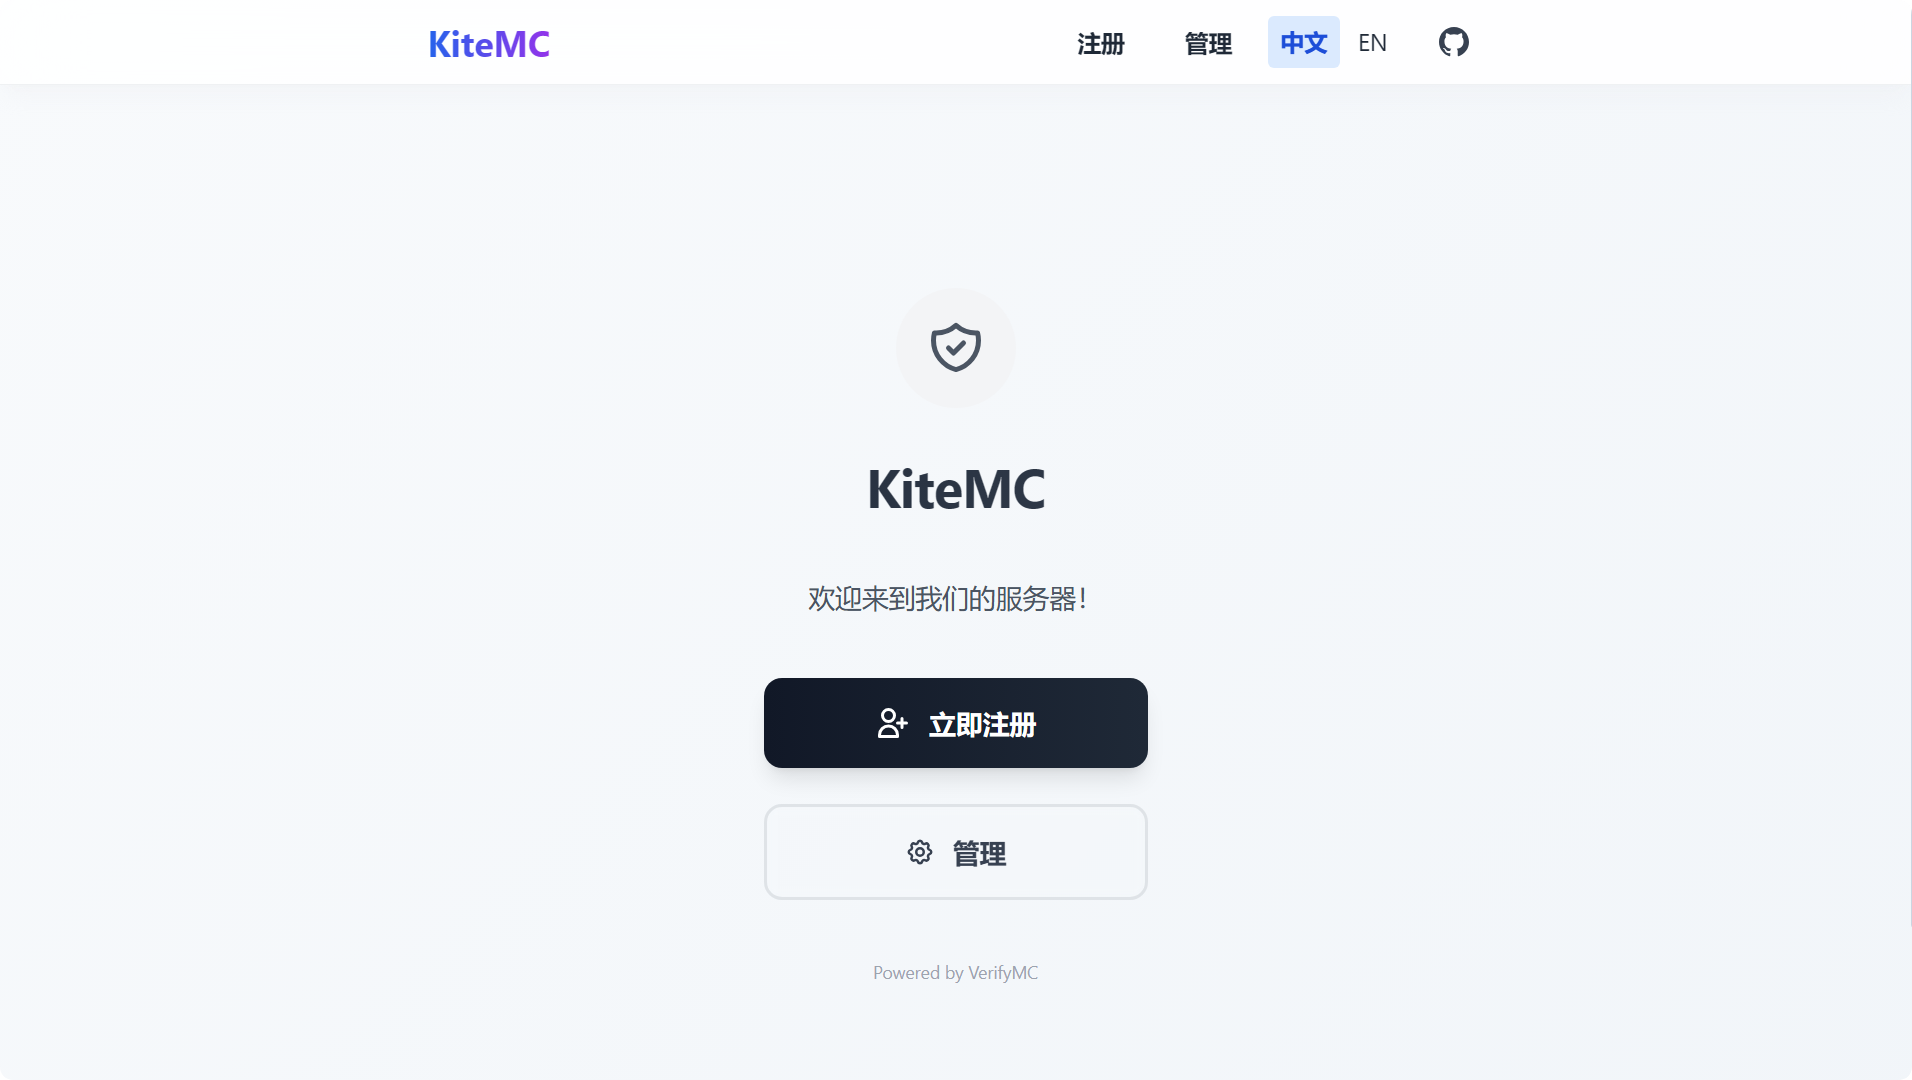 KiteMC
注册 管理 中文 EN
KiteMC
欢迎来到我们的服务器！
立即注册
管理
Powered by VerifyMC